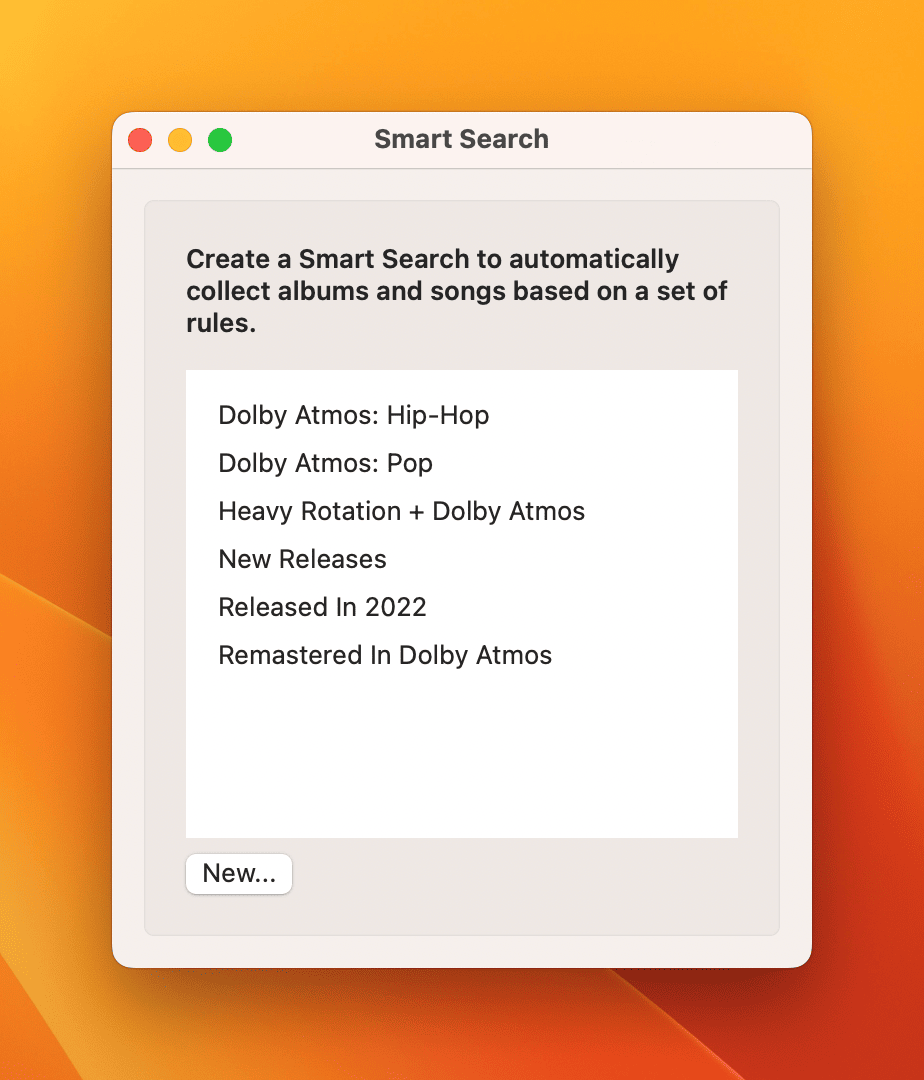 Smart Search
Create a Smart Search to automatically
collect albums and songs based on a set of
rules.
Dolby Atmos: Hip-Hop
Dolby Atmos: Pop
Heavy Rotation + Dolby Atmos
New Releases
Released In 2022
Remastered In Dolby Atmos
New...